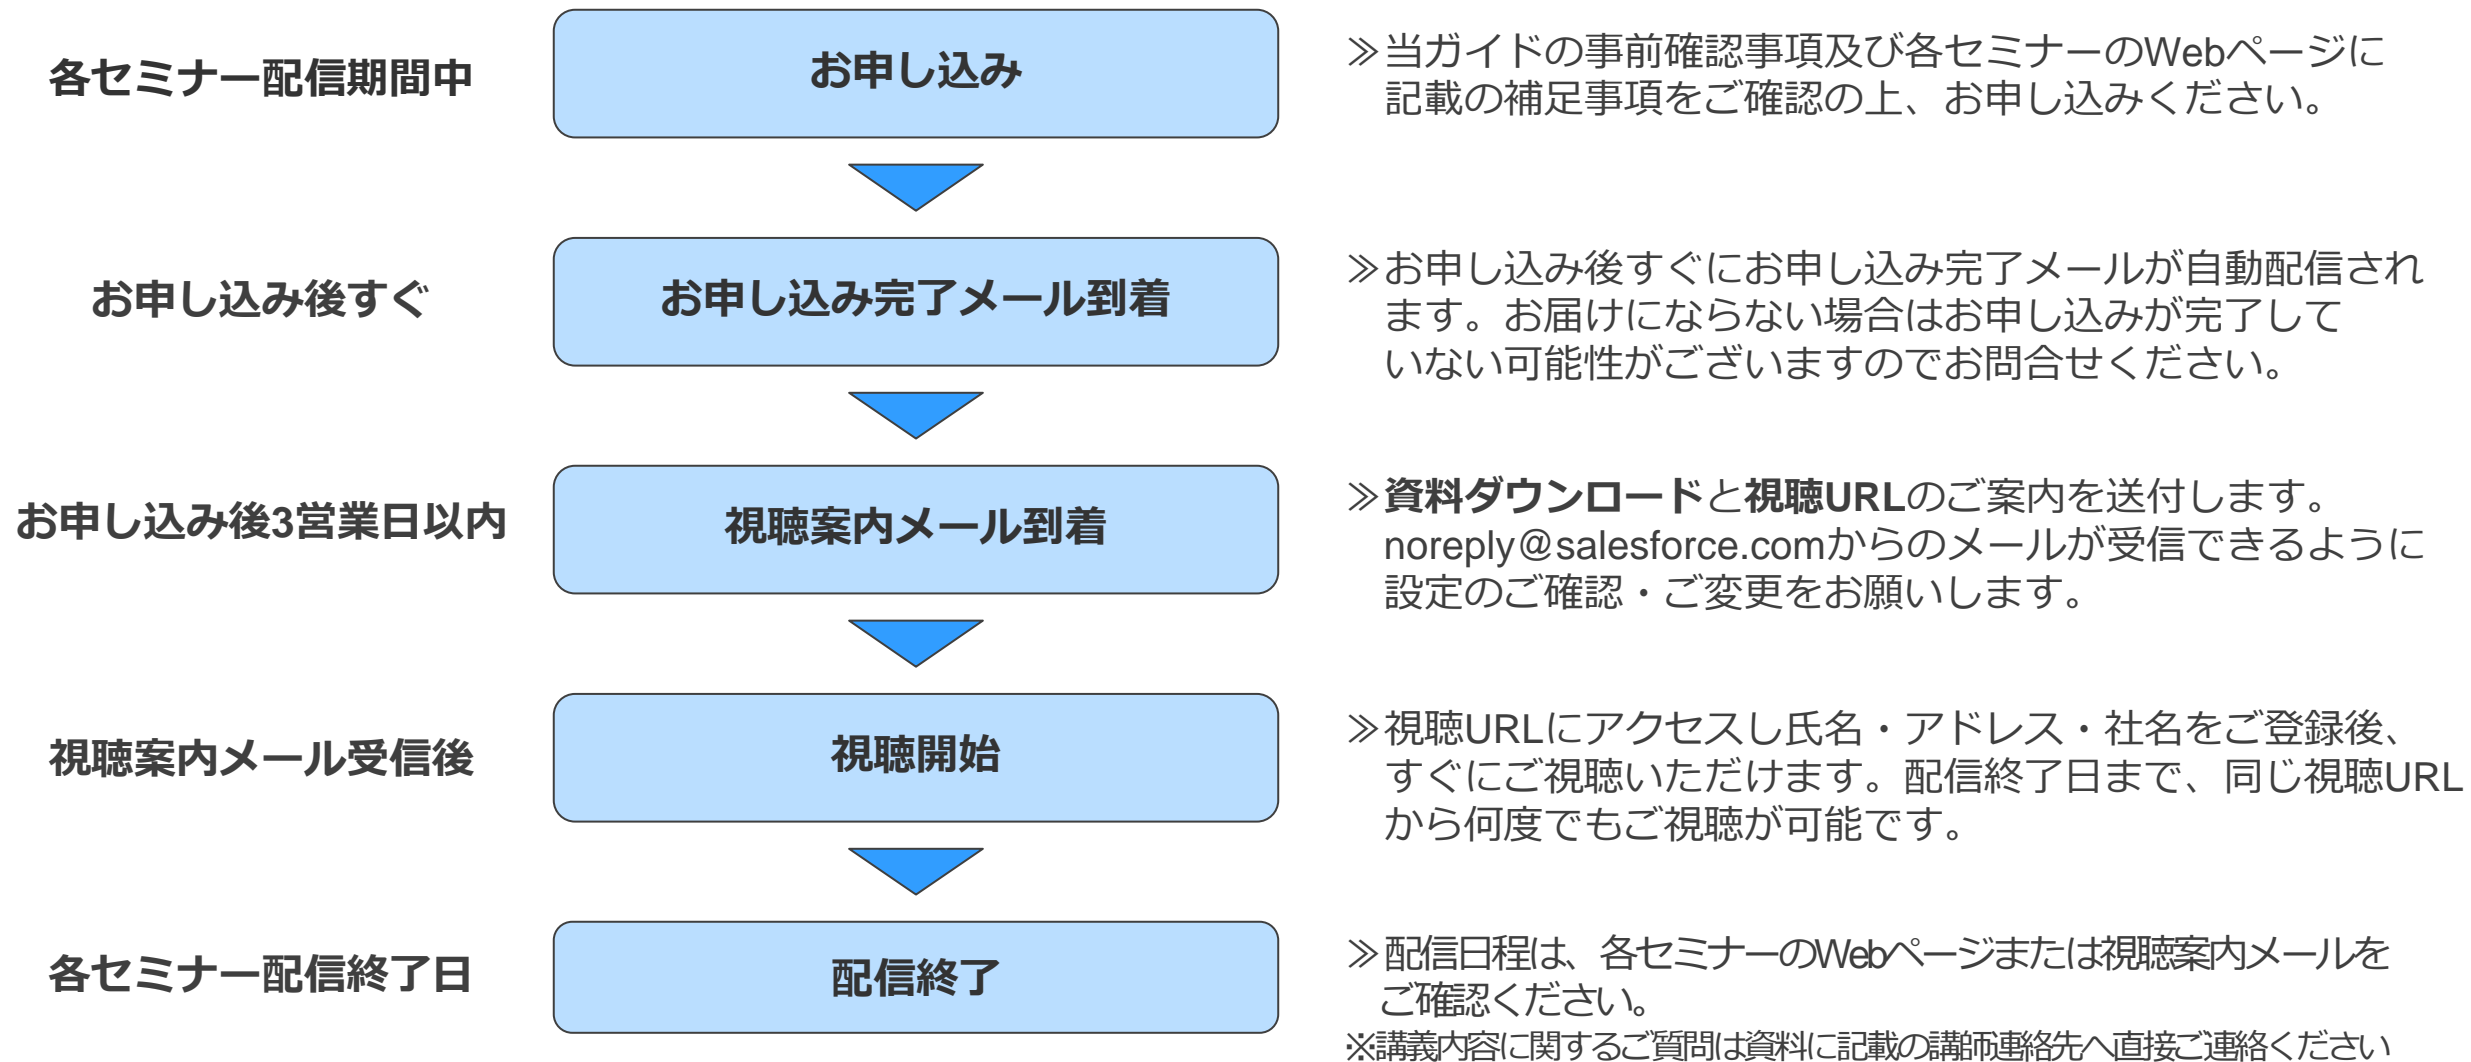 各セミナー配信期間中
お申し込み
≫当ガイドの事前確認事項及び各セミナーのWebページに
記載の補足事項をご確認の上、お申し込みください。
お申し込み後すぐ
お申し込み完了メール到着
≫お申し込み後すぐにお申し込み完了メールが自動配信され
ます。お届けにならない場合はお申し込みが完了して
いない可能性がございますのでお問合せください。
お申し込み後3営業日以内
視聴案内メール到着
≫資料ダウンロードと視聴URLのご案内を送付します。
noreply@salesforce.comからのメールが受信できるように
設定のご確認・ご変更をお願いします。
視聴案内メール受信後
視聴開始
≫視聴URLにアクセスし氏名・アドレス・社名をご登録後、
すぐにご視聴いただけます。配信終了日まで、同じ視聴URL
から何度でもご視聴が可能です。
各セミナー配信終了日
配信終了
≫配信日程は、各セミナーのWebページまたは視聴案内メールを
ご確認ください。
※講義内容に関するご質問は資料に記載の講師連絡先へ直接ご連絡ください